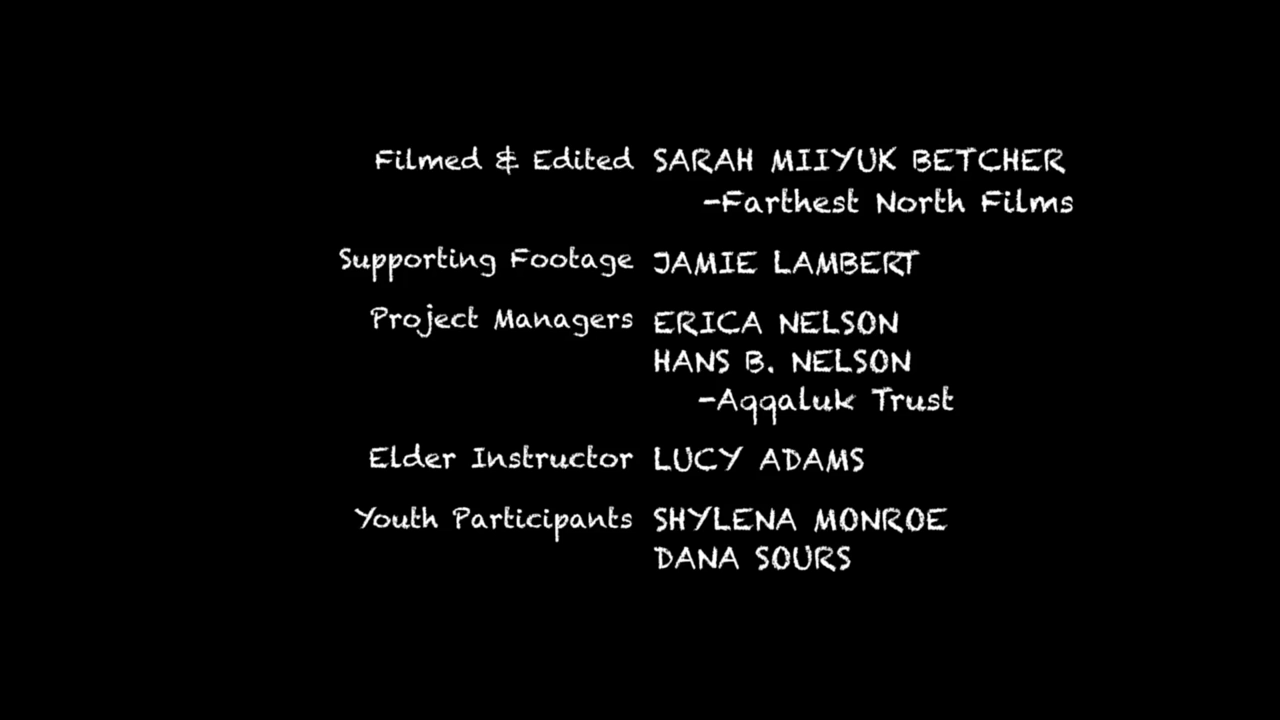 Filmed & Edited SARAH MIIYUK BETCHER
-Farthest North Films
Supporting Footage JAMIE LAMBERT
Project Managers ERICA NELSON
HANS B. NELSON
-Aqqaluk Trust
Elder Instructor LUCY ADAMS
Youth Participants SHYLENA MONROE
DANA SOURS